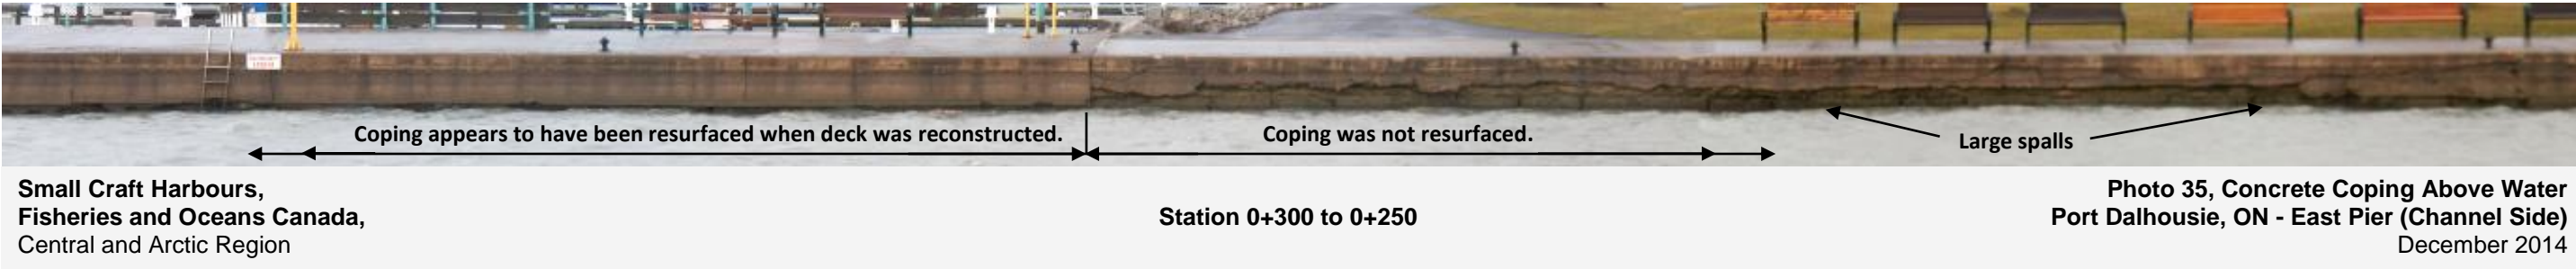 Coping appears to have been resurfaced when deck was reconstructed.
Coping was not resurfaced.
Large spalls
Small Craft Harbours,
Fisheries and Oceans Canada,
Central and Arctic Region
Station 0+300 to 0+250
Photo 35, Concrete Coping Above Water
Port Dalhousie, ON - East Pier (Channel Side)
December 2014